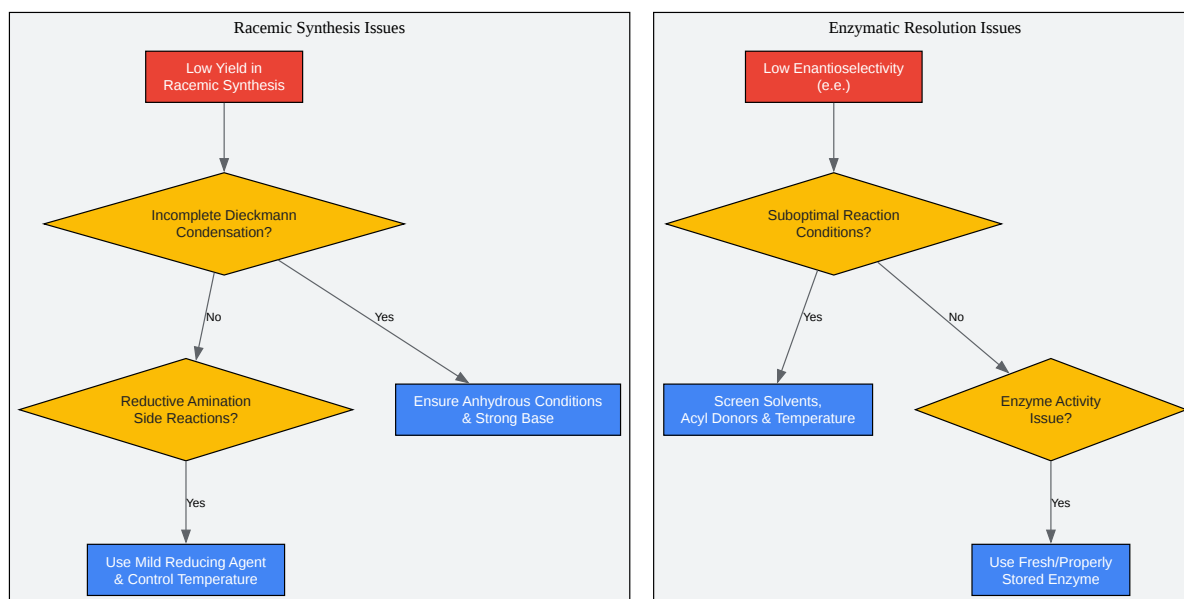 Racemic Synthesis Issues
Low Yield in
Racemic Synthesis
Incomplete Dieckmann
Condensation?
No
Yes
Reductive Amination
Side Reactions?
Ensure Anhydrous Conditions
& Strong Base
Yes
Use Mild Reducing Agent
& Control Temperature
Enzymatic Resolution Issues
Low Enantioselectivity
(e.e.)
Suboptimal Reaction
Conditions?
Yes
No
Screen Solvents,
Acyl Donors & Temperature
Enzyme Activity
Issue?
Yes
Use Fresh/Properly
Stored Enzyme